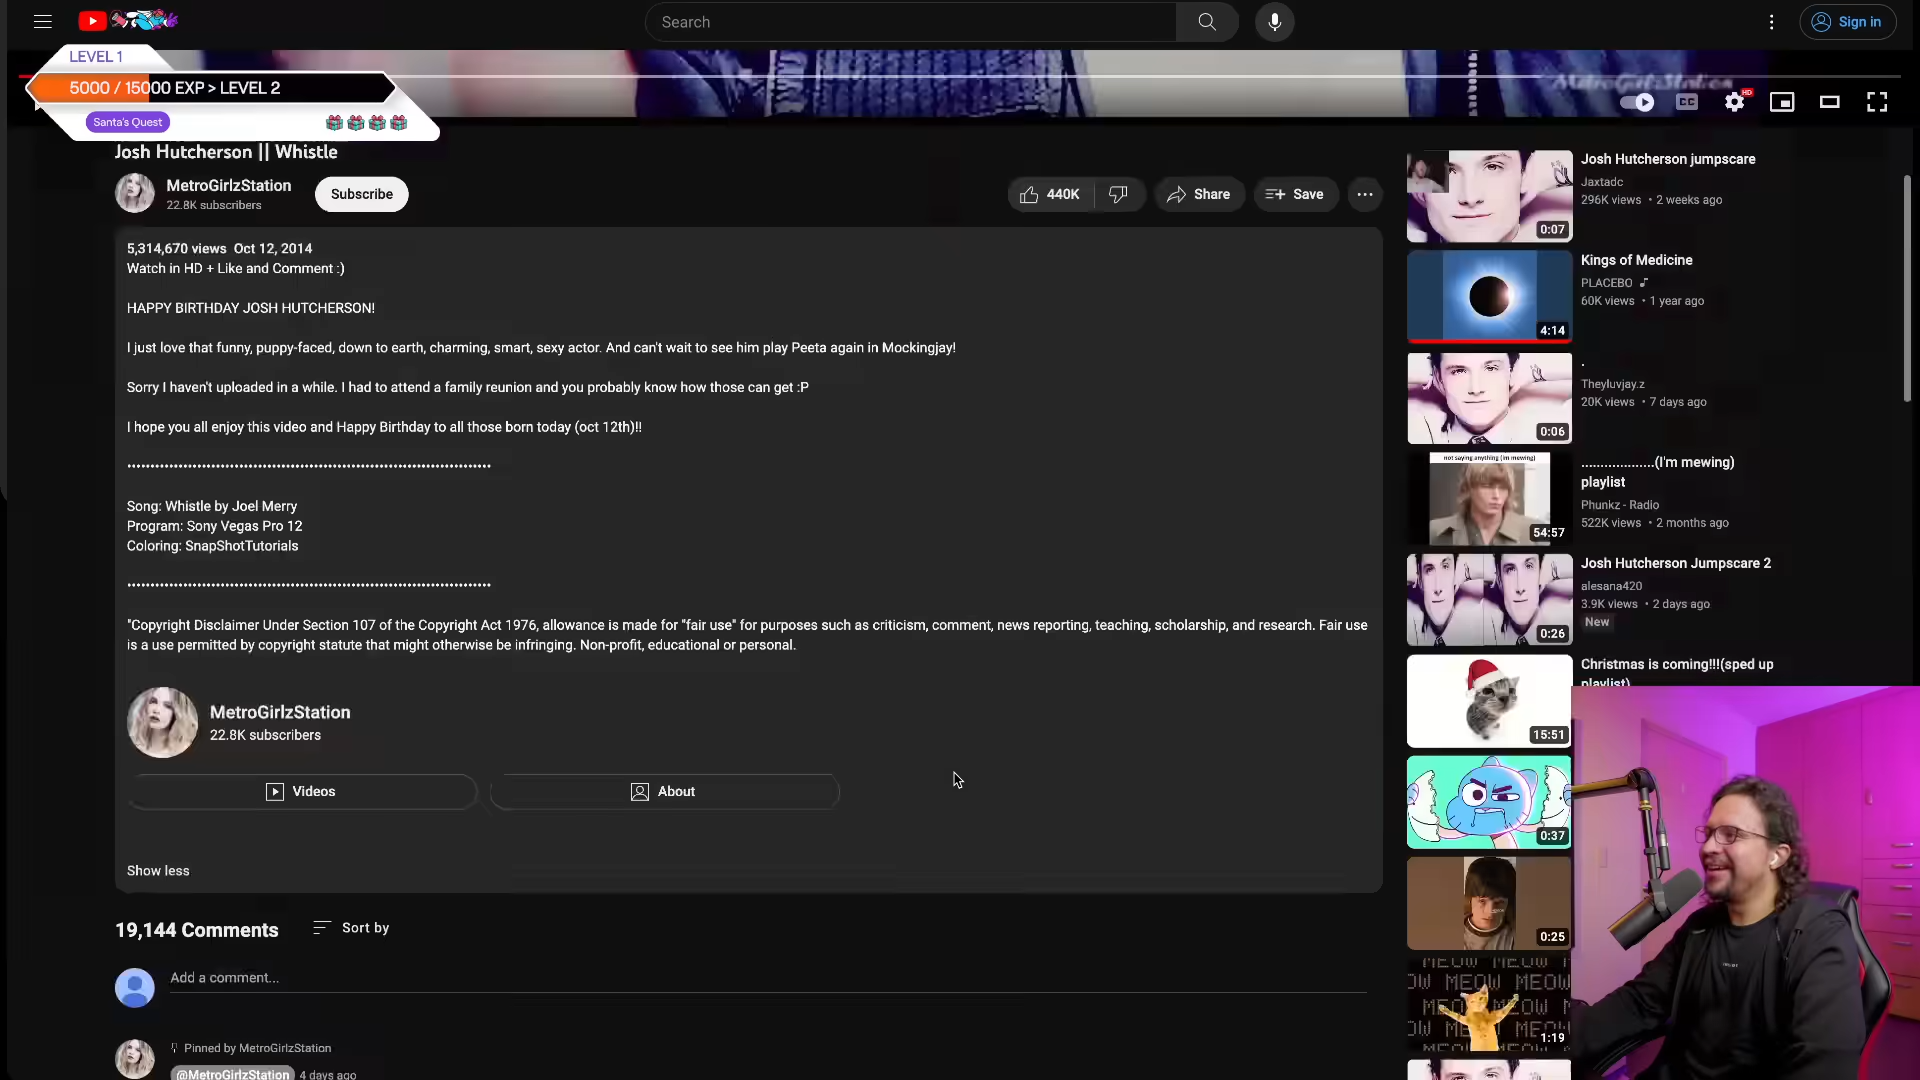 Search
Sign in
LEVEL 1
5000 / 15000 EXP > LEVEL 2
Santa's Quest
MetroGirlzStation
CC
HD
Josh Hutcherson || Whistle
MetroGirlzStation
22.8K subscribers
Subscribe
440K
Share
Save
5,314,670 views Oct 12, 2014
Watch in HD + Like and Comment :)
HAPPY BIRTHDAY JOSH HUTCHERSON!
I just love that funny, puppy-faced, down to earth, charming, smart, sexy actor. And can't wait to see him play Peeta again in Mockingjay!
Sorry I haven't uploaded in a while. I had to attend a family reunion and you probably know how those can get :P
I hope you all enjoy this video and Happy Birthday to all those born today (oct 12th)!!
Song: Whistle by Joel Merry
Program: Sony Vegas Pro 12
Coloring: SnapShotTutorials
"Copyright Disclaimer Under Section 107 of the Copyright Act 1976, allowance is made for "fair use" for purposes such as criticism, comment, news reporting, teaching, scholarship, and research. Fair use
is a use permitted by copyright statute that might otherwise be infringing. Non-profit, educational or personal.
MetroGirlzStation
22.8K subscribers
Videos
About
Show less
19,144 Comments
Sort by
Add a comment...
Pinned by MetroGirlzStation
@MetroGirlzStation 4 days ago
Josh Hutcherson jumpscare
Jaxtadc
296K views • 2 weeks ago
0:07
Kings of Medicine
PLACEBO
60K views • 1 year ago
4:14
.
Theyluvjay.z
20K views • 7 days ago
0:06
not saying anything (im mewing)
...................(I'm mewing)
playlist
Phunkz - Radio
522K views • 2 months ago
54:57
Josh Hutcherson Jumpscare 2
alesana420
3.9K views • 2 days ago
New
0:26
Christmas is coming!!!(sped up
playlist)
15:51
0:37
0:25
MEOW MEOW MEOW
1:19